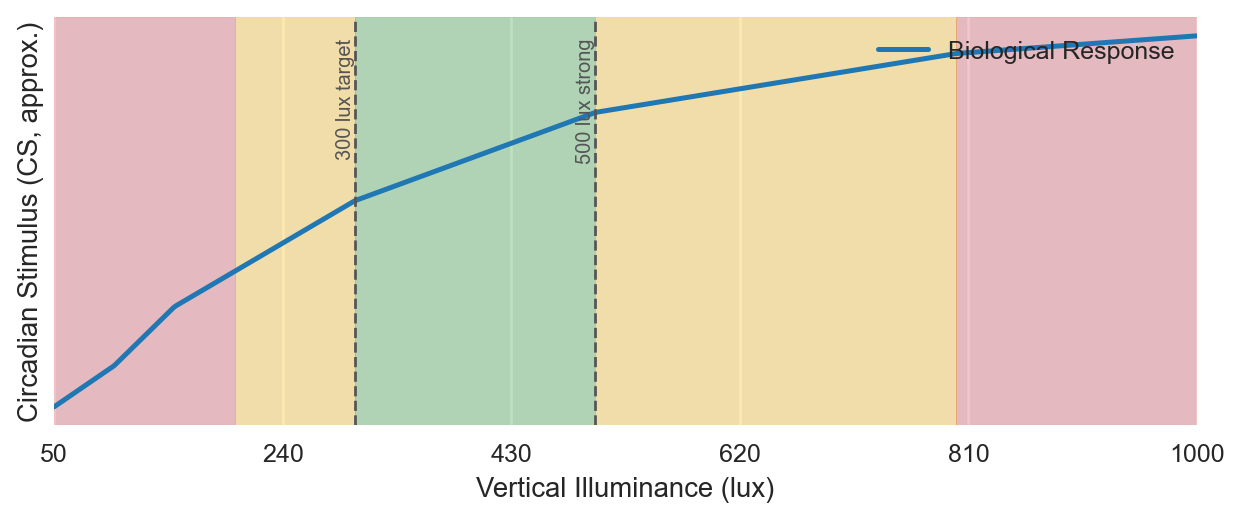 Circadian Stimulus (CS, approx.)
300 lux target
500 lux strong
Biological Response
50 240 430 620 810 1000
Vertical Illuminance (lux)